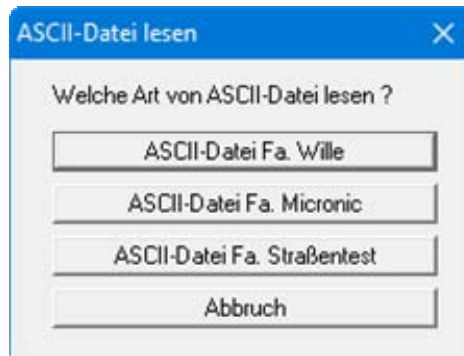 ASCII-Datei lesen
Welche Art von ASCII-Datei lesen ?
ASCII-Datei Fa. Wille
ASCII-Datei Fa. Micronic
ASCII-Datei Fa. Straßentest
Abbruch